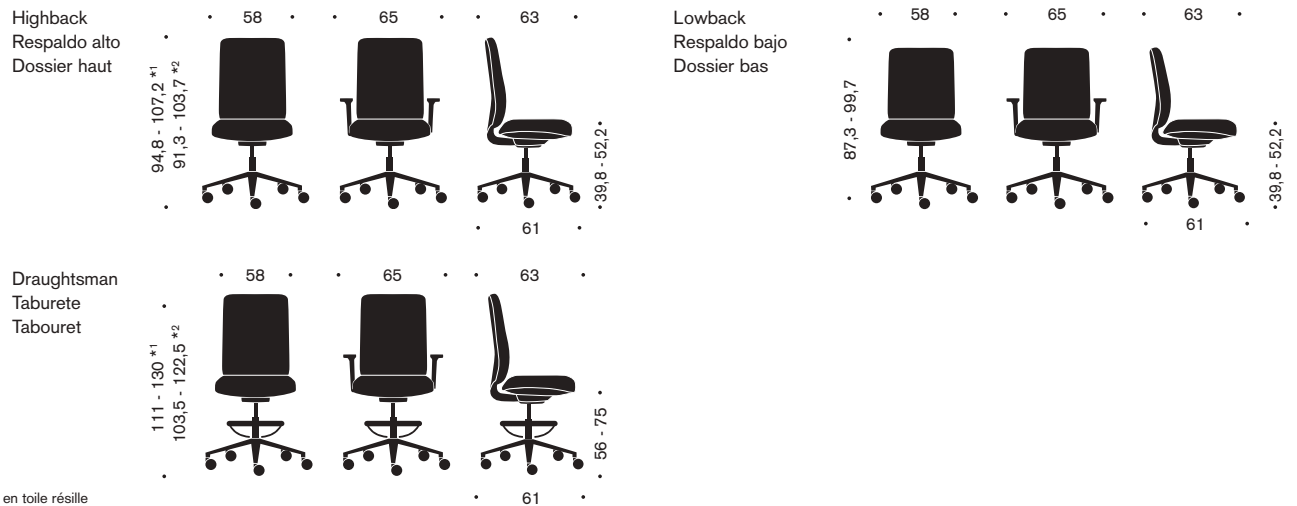 Highback
Respaldo alto
Dossier haut
58
65
63
94,8 - 107,2 *1
91,3 - 103,7 *2
39,8 - 52,2
61
Lowback
Respaldo bajo
Dossier bas
58
65
63
87,3 - 99,7
39,8 - 52,2
61
Draughtsman
Taburete
Tabouret
58
65
63
111 - 130 *1
103,5 - 122,5 *2
56 - 75
61
en toile résille